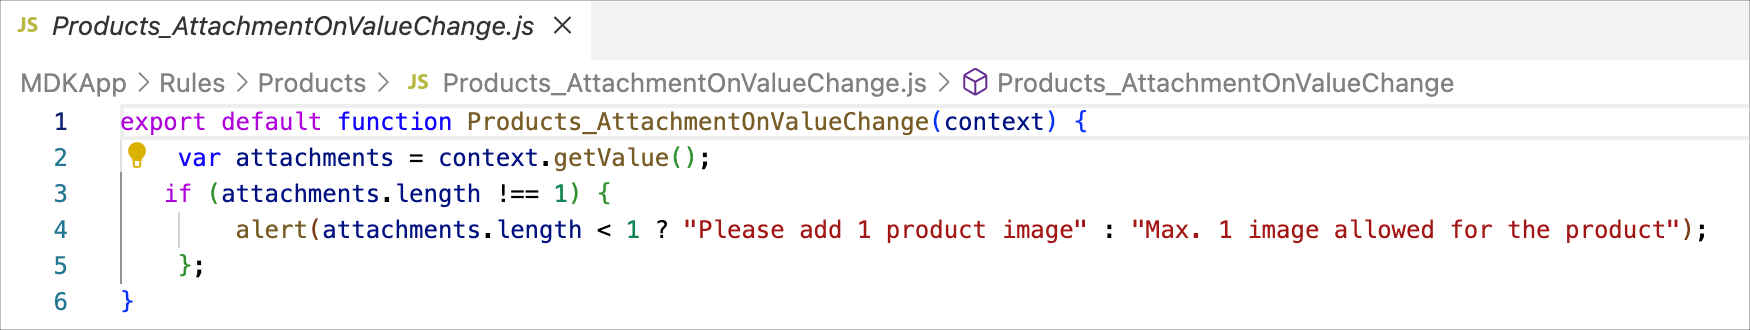 JS Products_AttachmentOnValueChange.js ×
MDKApp > Rules > Products > JS Products_AttachmentOnValueChange.js > Products_AttachmentOnValueChange
1 export default function Products_AttachmentOnValueChange(context) {
2     var attachments = context.getValue();
3    if (attachments.length !== 1) {
4         alert(attachments.length < 1 ? "Please add 1 product image" : "Max. 1 image allowed for the product");
5     };
6 }